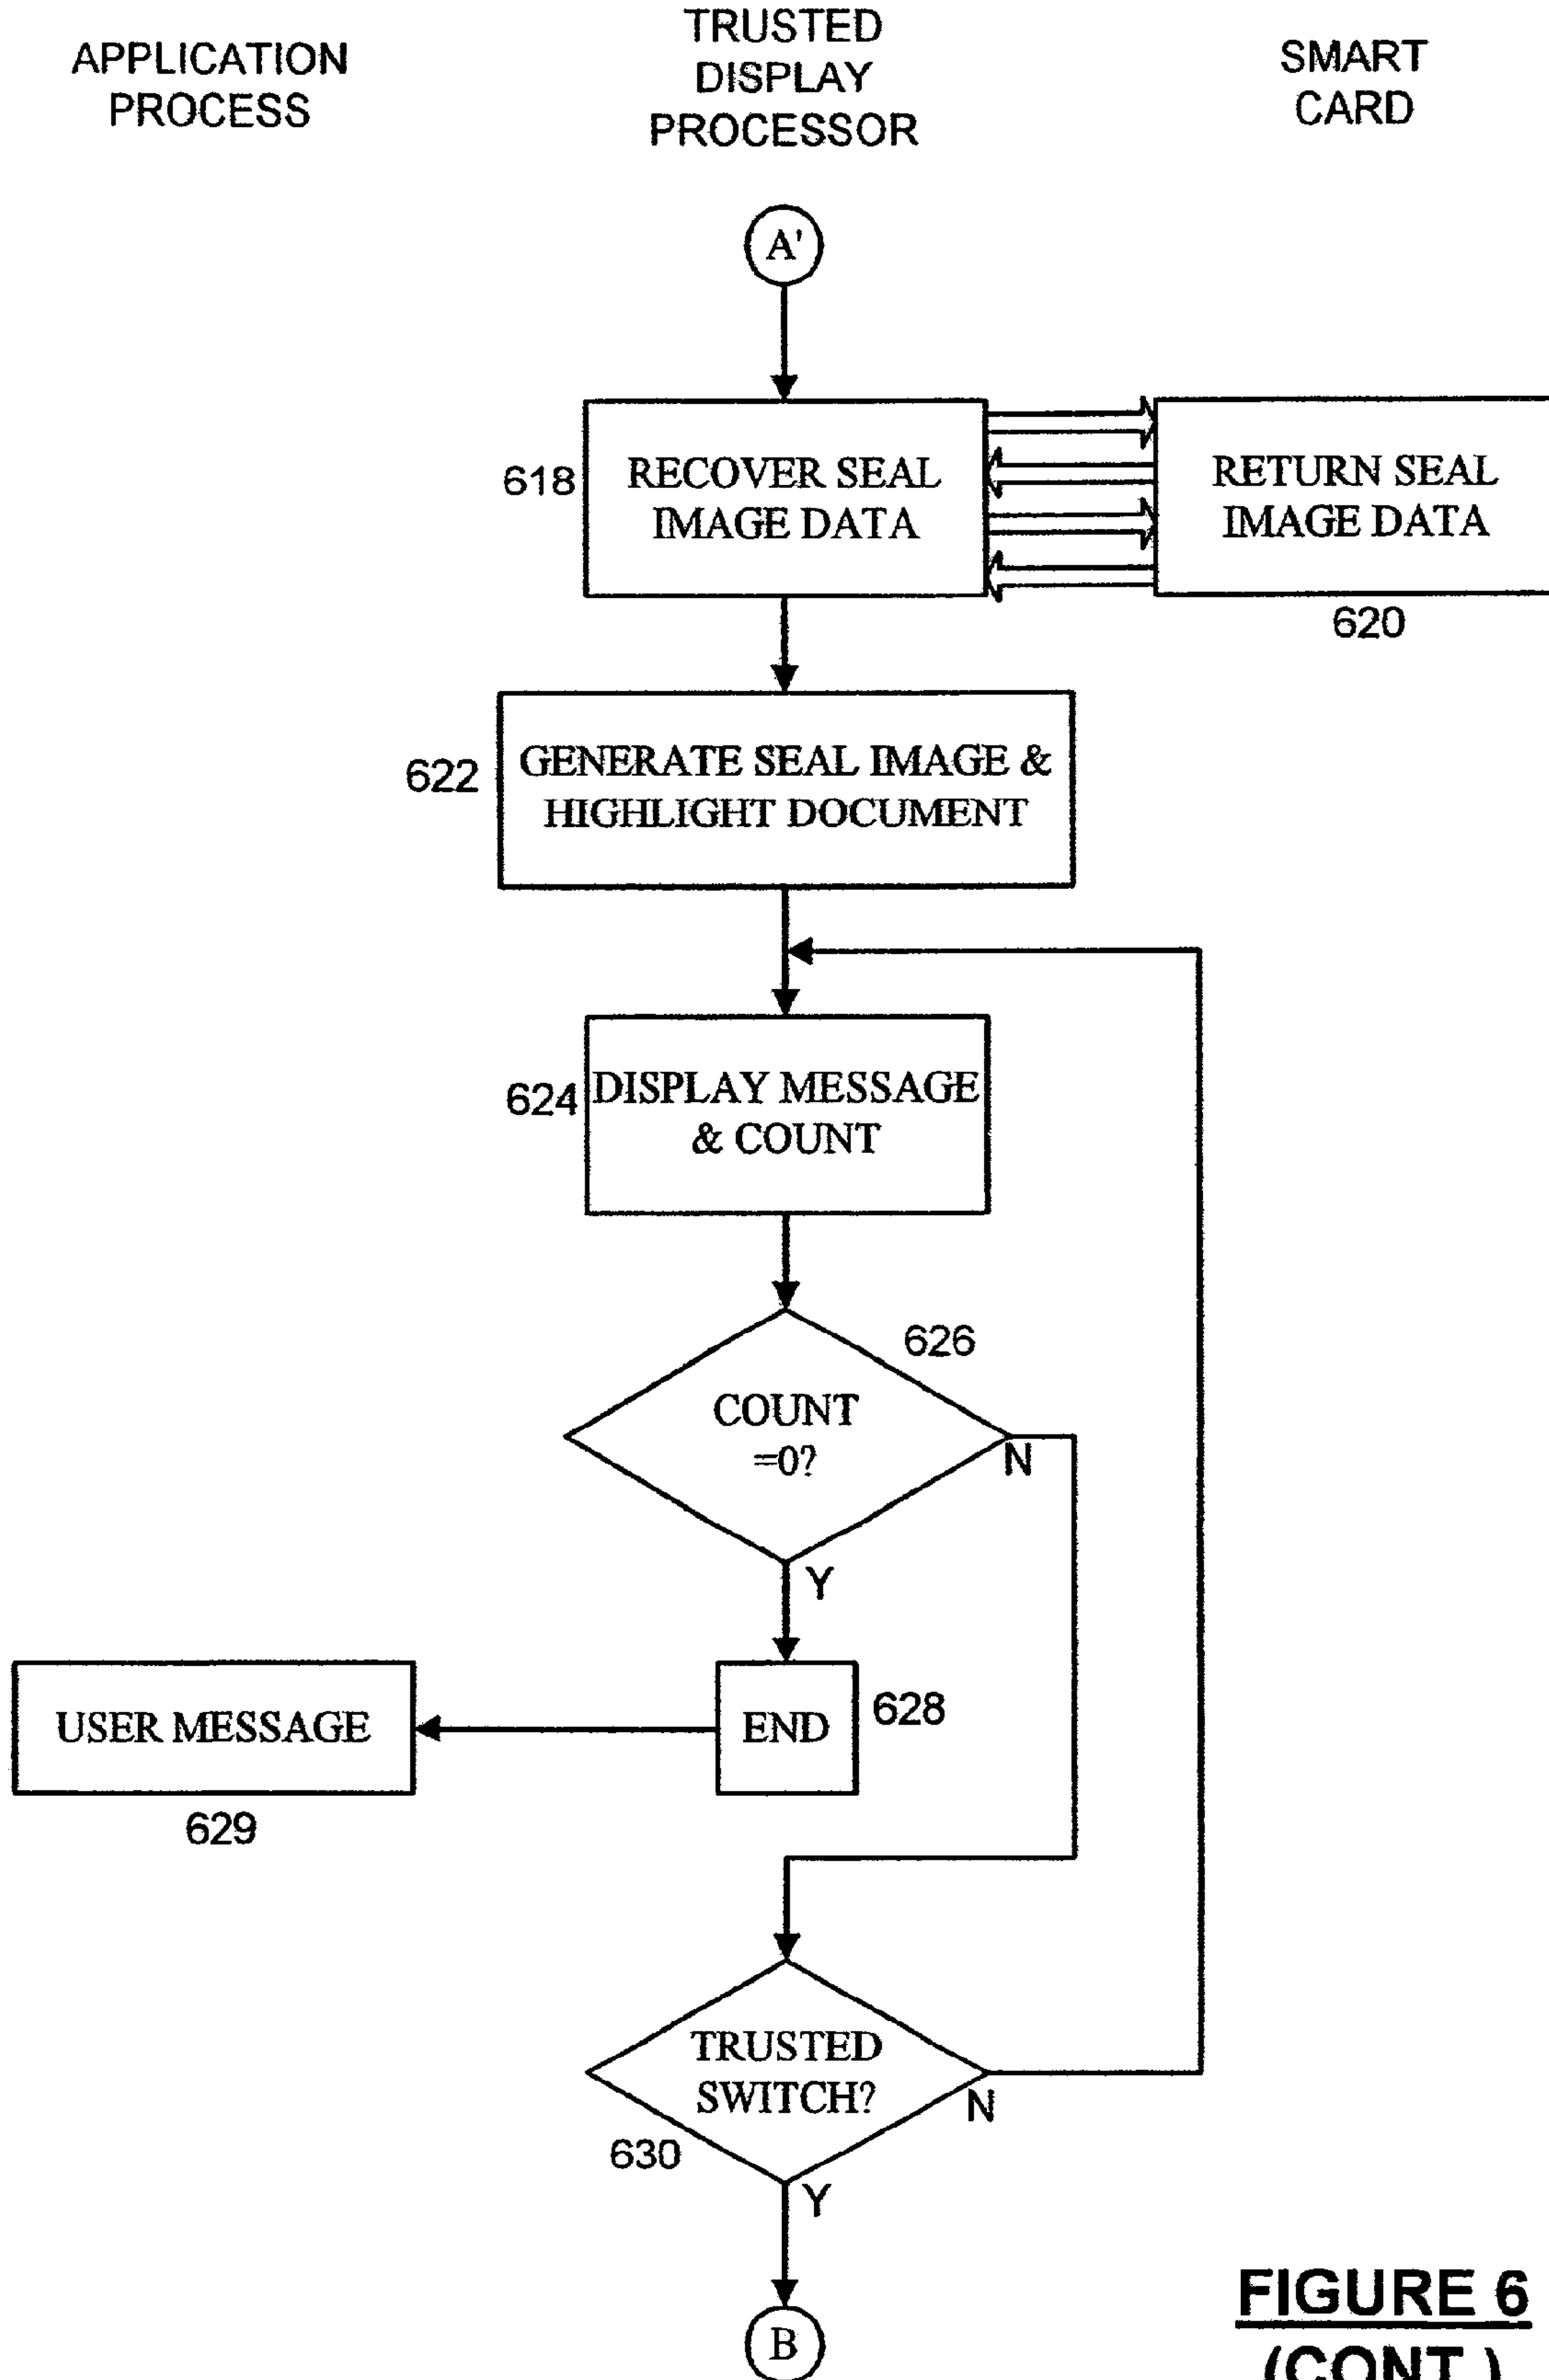 APPLICATION
PROCESS
TRUSTED
DISPLAY
PROCESSOR
SMART
CARD
A'
618
RECOVER SEAL
IMAGE DATA
RETURN SEAL
IMAGE DATA
620
622
GENERATE SEAL IMAGE &
HIGHLIGHT DOCUMENT
624
DISPLAY MESSAGE
& COUNT
626
COUNT
=0?
N
Y
USER MESSAGE
629
END
628
TRUSTED
SWITCH?
N
630
Y
B
FIGURE 6
(CONT.)